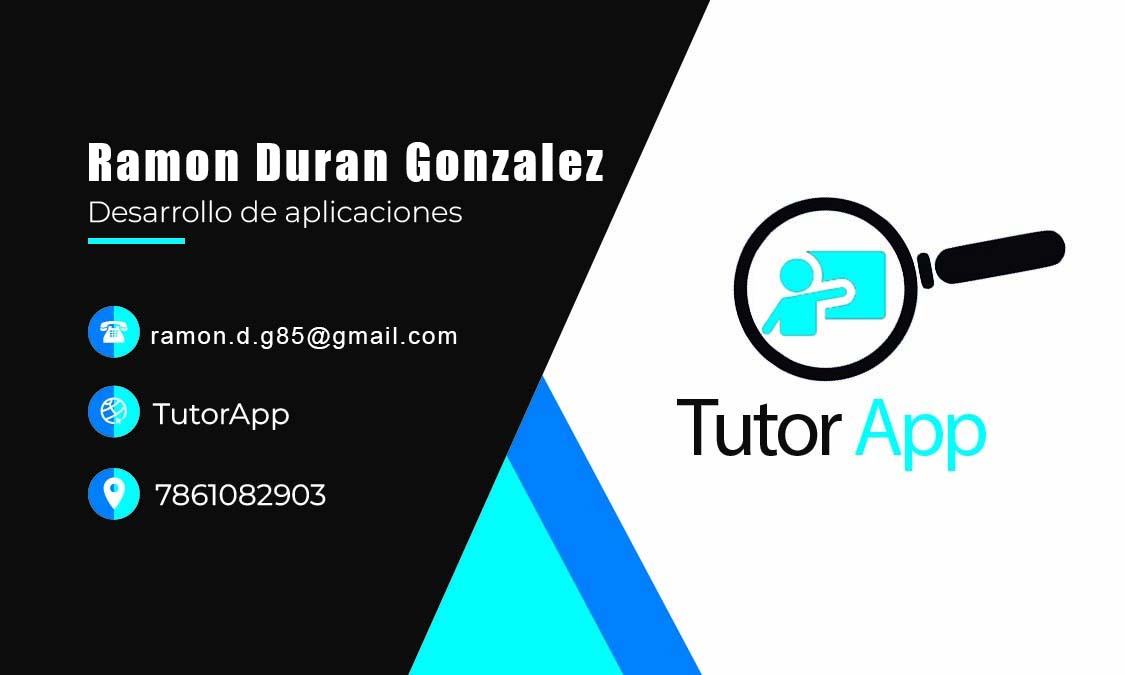 Ramon Duran Gonzalez
Desarrollo de aplicaciones
ramon.d.g85@gmail.com
TutorApp
7861082903
Tutor App